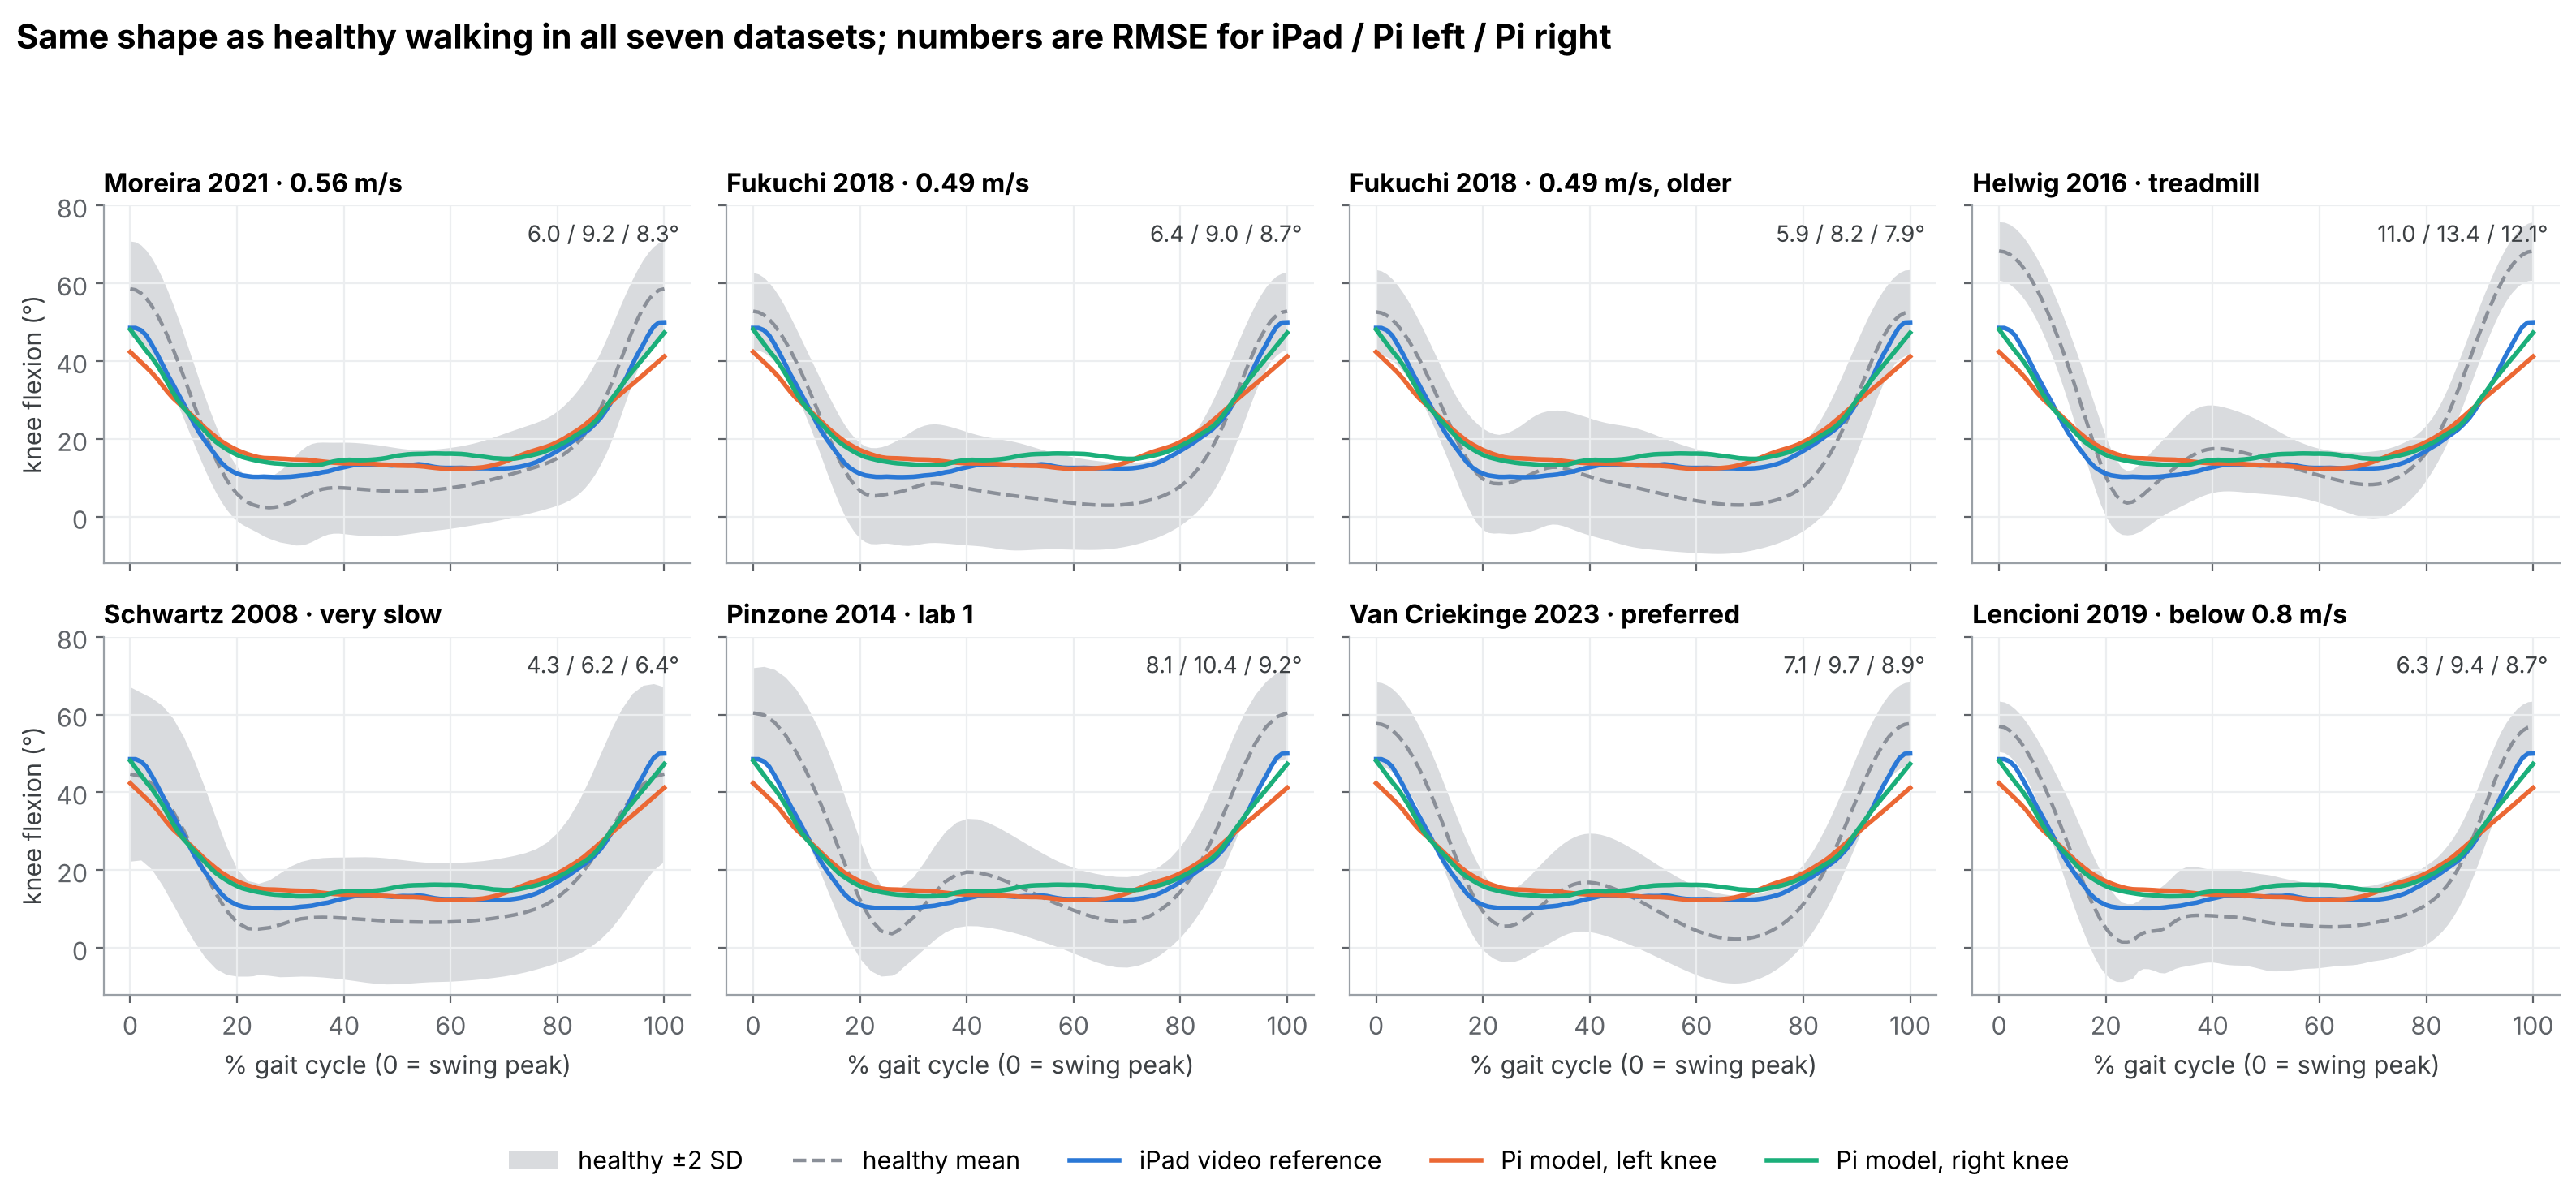 Same shape as healthy walking in all seven datasets; numbers are RMSE for iPad / Pi left / Pi right
Moreira 2021 · 0.56 m/s
Fukuchi 2018 · 0.49 m/s
Fukuchi 2018 · 0.49 m/s, older
Helwig 2016 · treadmill
6.0 / 9.2 / 8.3°
6.4 / 9.0 / 8.7°
5.9 / 8.2 / 7.9°
11.0 / 13.4 / 12.1°
80
60
40
20
0
knee flexion (°)
Schwartz 2008 · very slow
Pinzone 2014 · lab 1
Van Criekinge 2023 · preferred
Lencioni 2019 · below 0.8 m/s
4.3 / 6.2 / 6.4°
8.1 / 10.4 / 9.2°
7.1 / 9.7 / 8.9°
6.3 / 9.4 / 8.7°
80
60
40
20
0
knee flexion (°)
0 20 40 60 80 100
0 20 40 60 80 100
0 20 40 60 80 100
0 20 40 60 80 100
% gait cycle (0 = swing peak)
% gait cycle (0 = swing peak)
% gait cycle (0 = swing peak)
% gait cycle (0 = swing peak)
healthy ±2 SD
healthy mean
iPad video reference
Pi model, left knee
Pi model, right knee